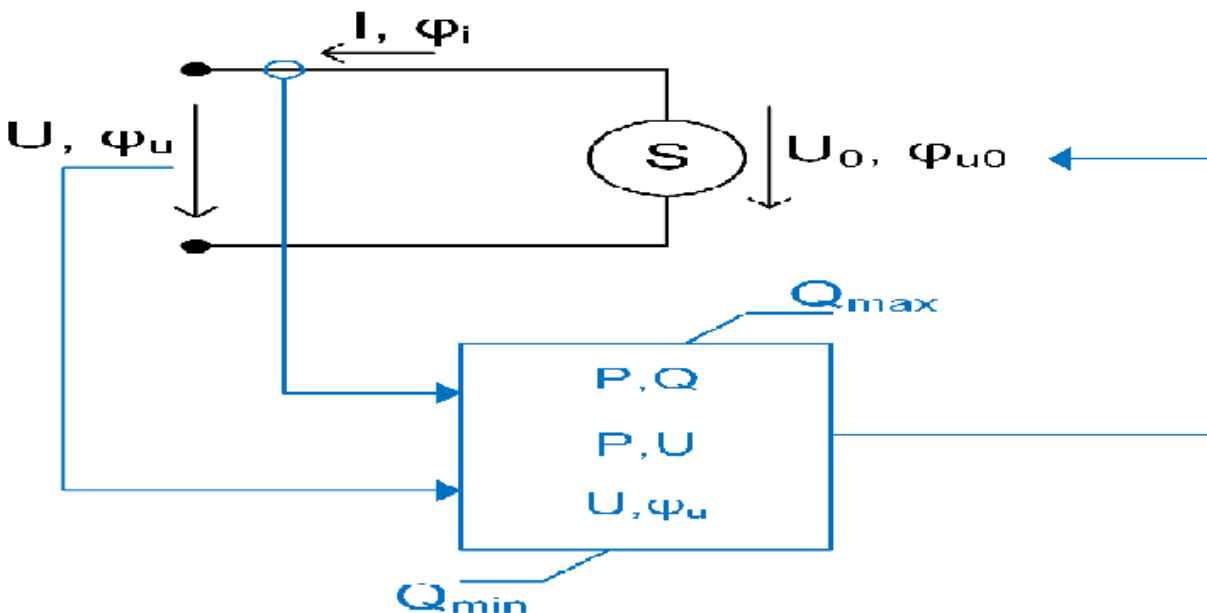 I, φi
U, φu
S
U0, φu0
Qmax
P,Q
P,U
U,φu
Qmin